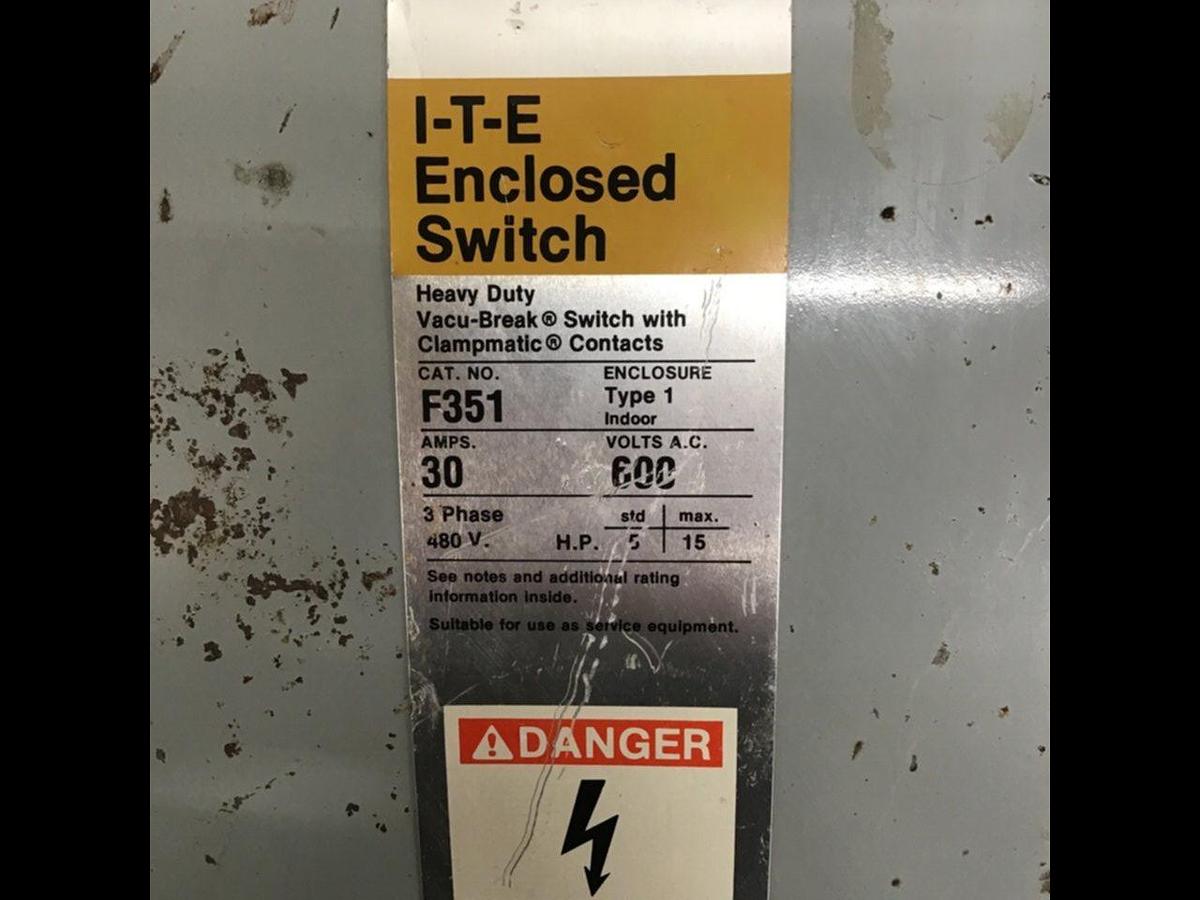 I-T-E
Enclosed
Switch
Heavy Duty
Vacu-Break® Switch with
Clampmatic® Contacts
CAT. NO. ENCLOSURE
F351 Type 1
Indoor
AMPS. VOLTS A.C.
30 600
3 Phase std max.
480 V. H.P. 5 15
See notes and additional rating
information inside.
Suitable for use as service equipment.
DANGER